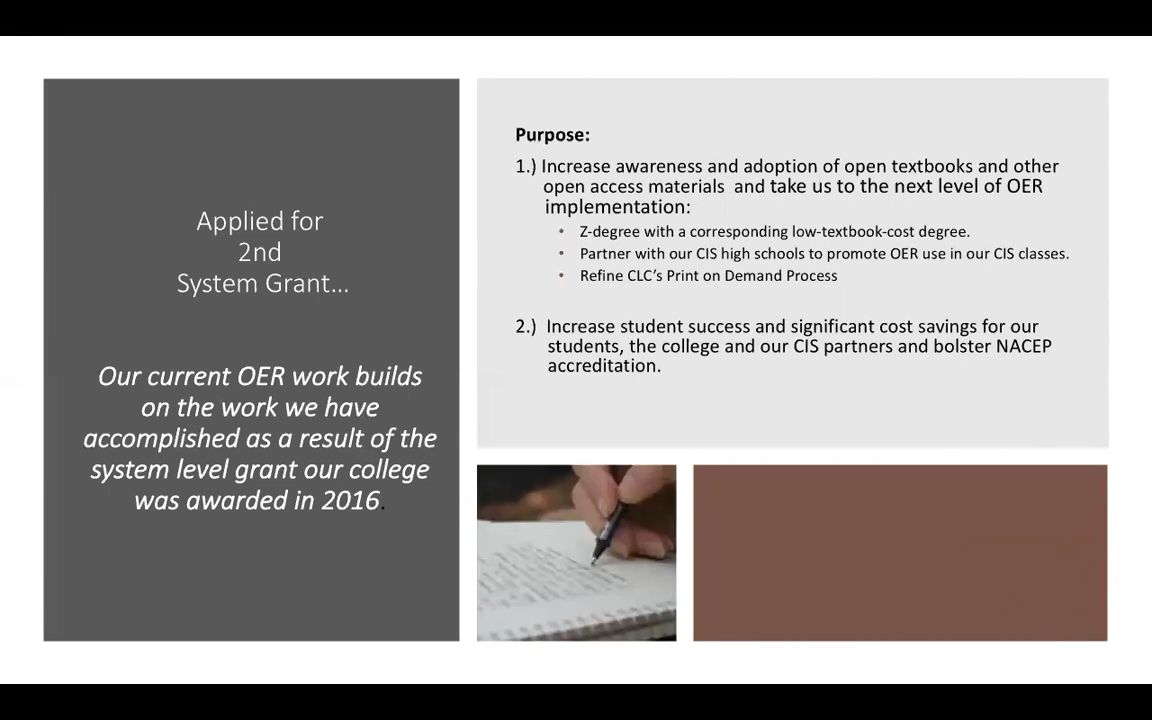 Applied for
2nd
System Grant...
Our current OER work builds
on the work we have
accomplished as a result of the
system level grant our college
was awarded in 2016.
Purpose:
1.) Increase awareness and adoption of open textbooks and other
open access materials  and take us to the next level of OER
implementation:
• Z-degree with a corresponding low-textbook-cost degree.
• Partner with our CIS high schools to promote OER use in our CIS classes.
• Refine CLC's Print on Demand Process
2.)  Increase student success and significant cost savings for our
students, the college and our CIS partners and bolster NACEP
accreditation.